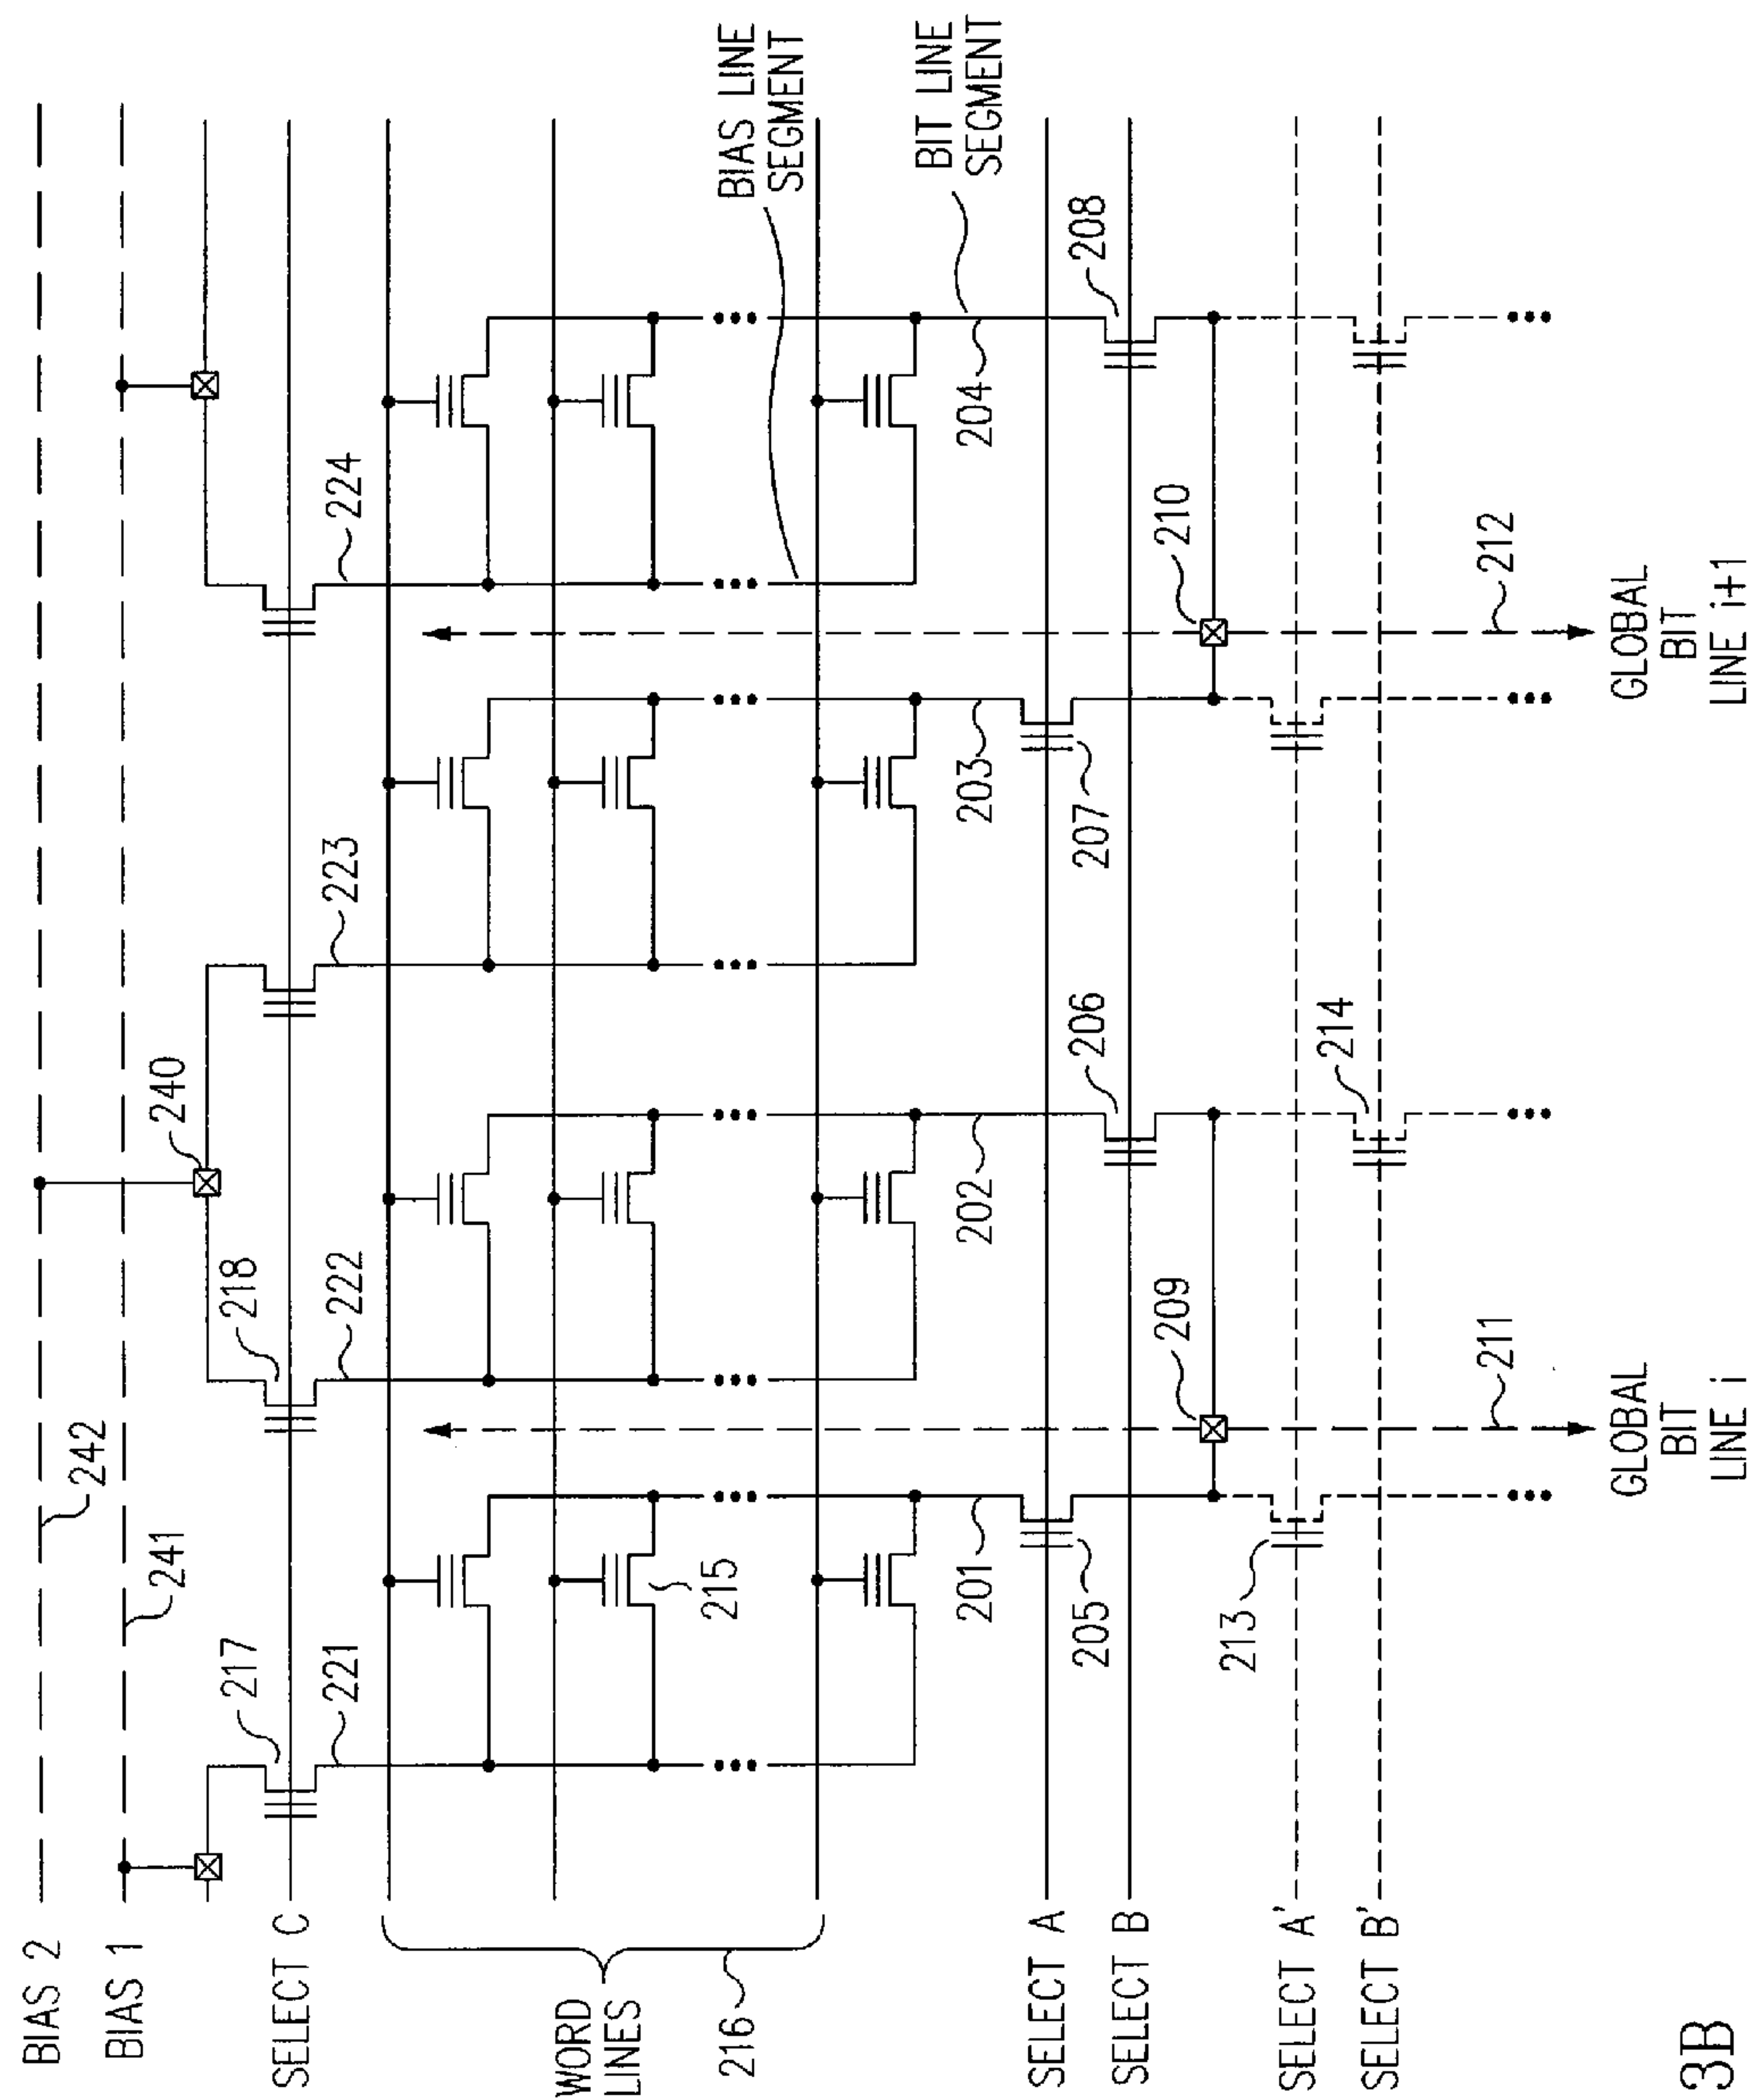 BIAS 2
242
BIAS 1
241
240
SELECT C
217
218
221
222
223
224
WORD
LINES
216
215
BIAS LINE
SEGMENT
BIT LINE
SEGMENT
201
202
203
204
SELECT A
205
207
SELECT B
206
208
209
210
SELECT A'
213
SELECT B'
214
211
212
GLOBAL
BIT
LINE i
GLOBAL
BIT
LINE i+1
3B